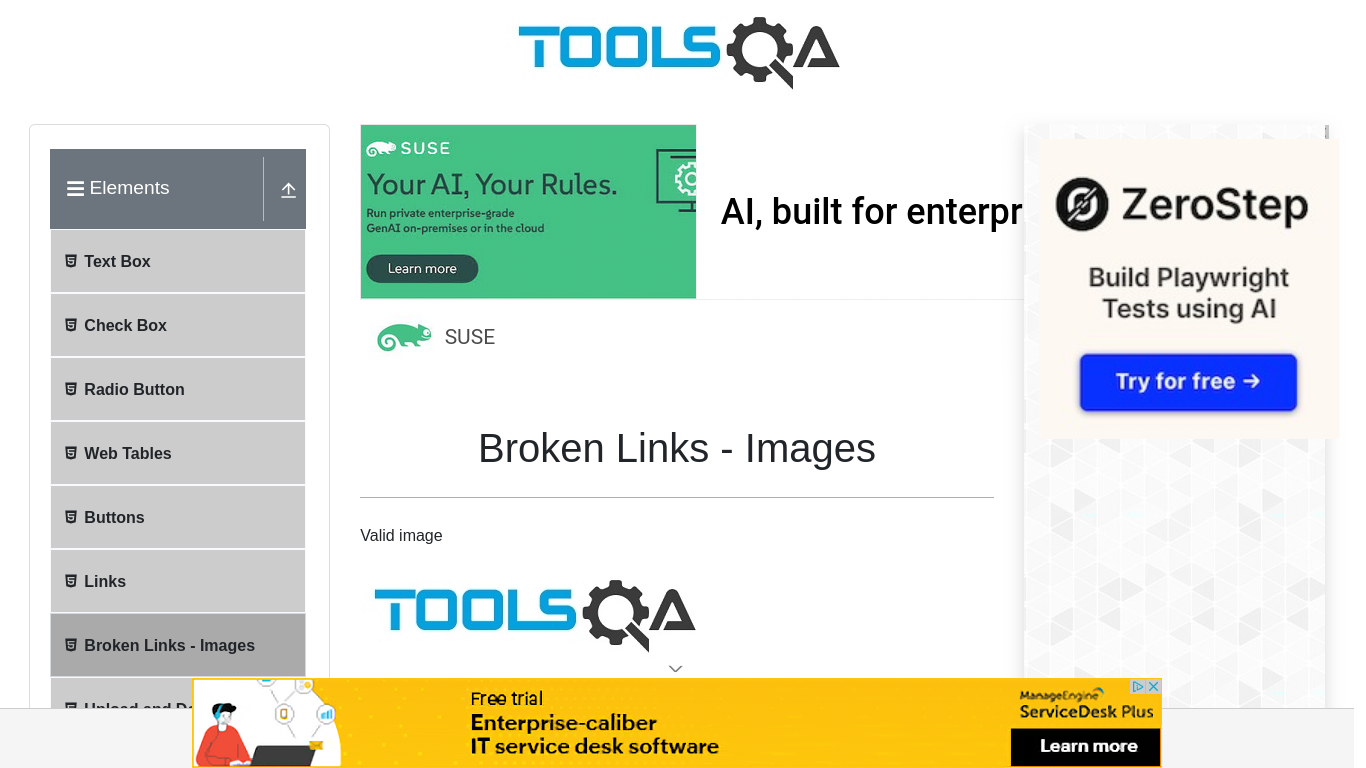 TOOLSQA
Elements
Text Box
Check Box
Radio Button
Web Tables
Buttons
Links
Broken Links - Images
SUSE
Your AI, Your Rules.
Run private enterprise-grade
GenAI on-premises or in the cloud
Learn more
AI, built for enterpr
SUSE
Broken Links - Images
Valid image
TOOLSQA
ZeroStep
Build Playwright
Tests using AI
Try for free →
Free trial
Enterprise-caliber
IT service desk software
ManageEngine
ServiceDesk Plus
Learn more